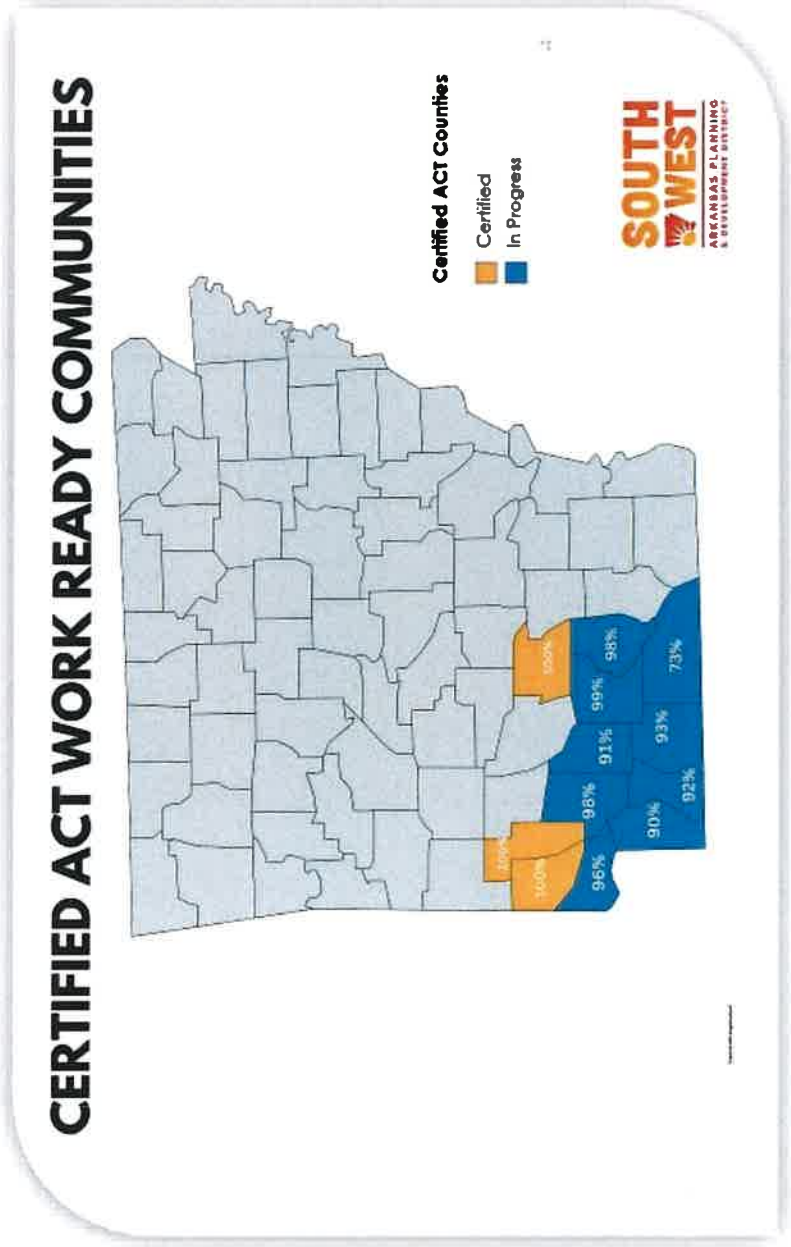 CERTIFIED ACT WORK READY COMMUNITIES
Certified ACT Counties
Certified
In Progress
100%
100%
100%
96%
98%
91%
99%
98%
90%
92%
93%
73%
SOUTH
WEST
ARKANSAS PLANNING
& DEVELOPMENT DISTRICT